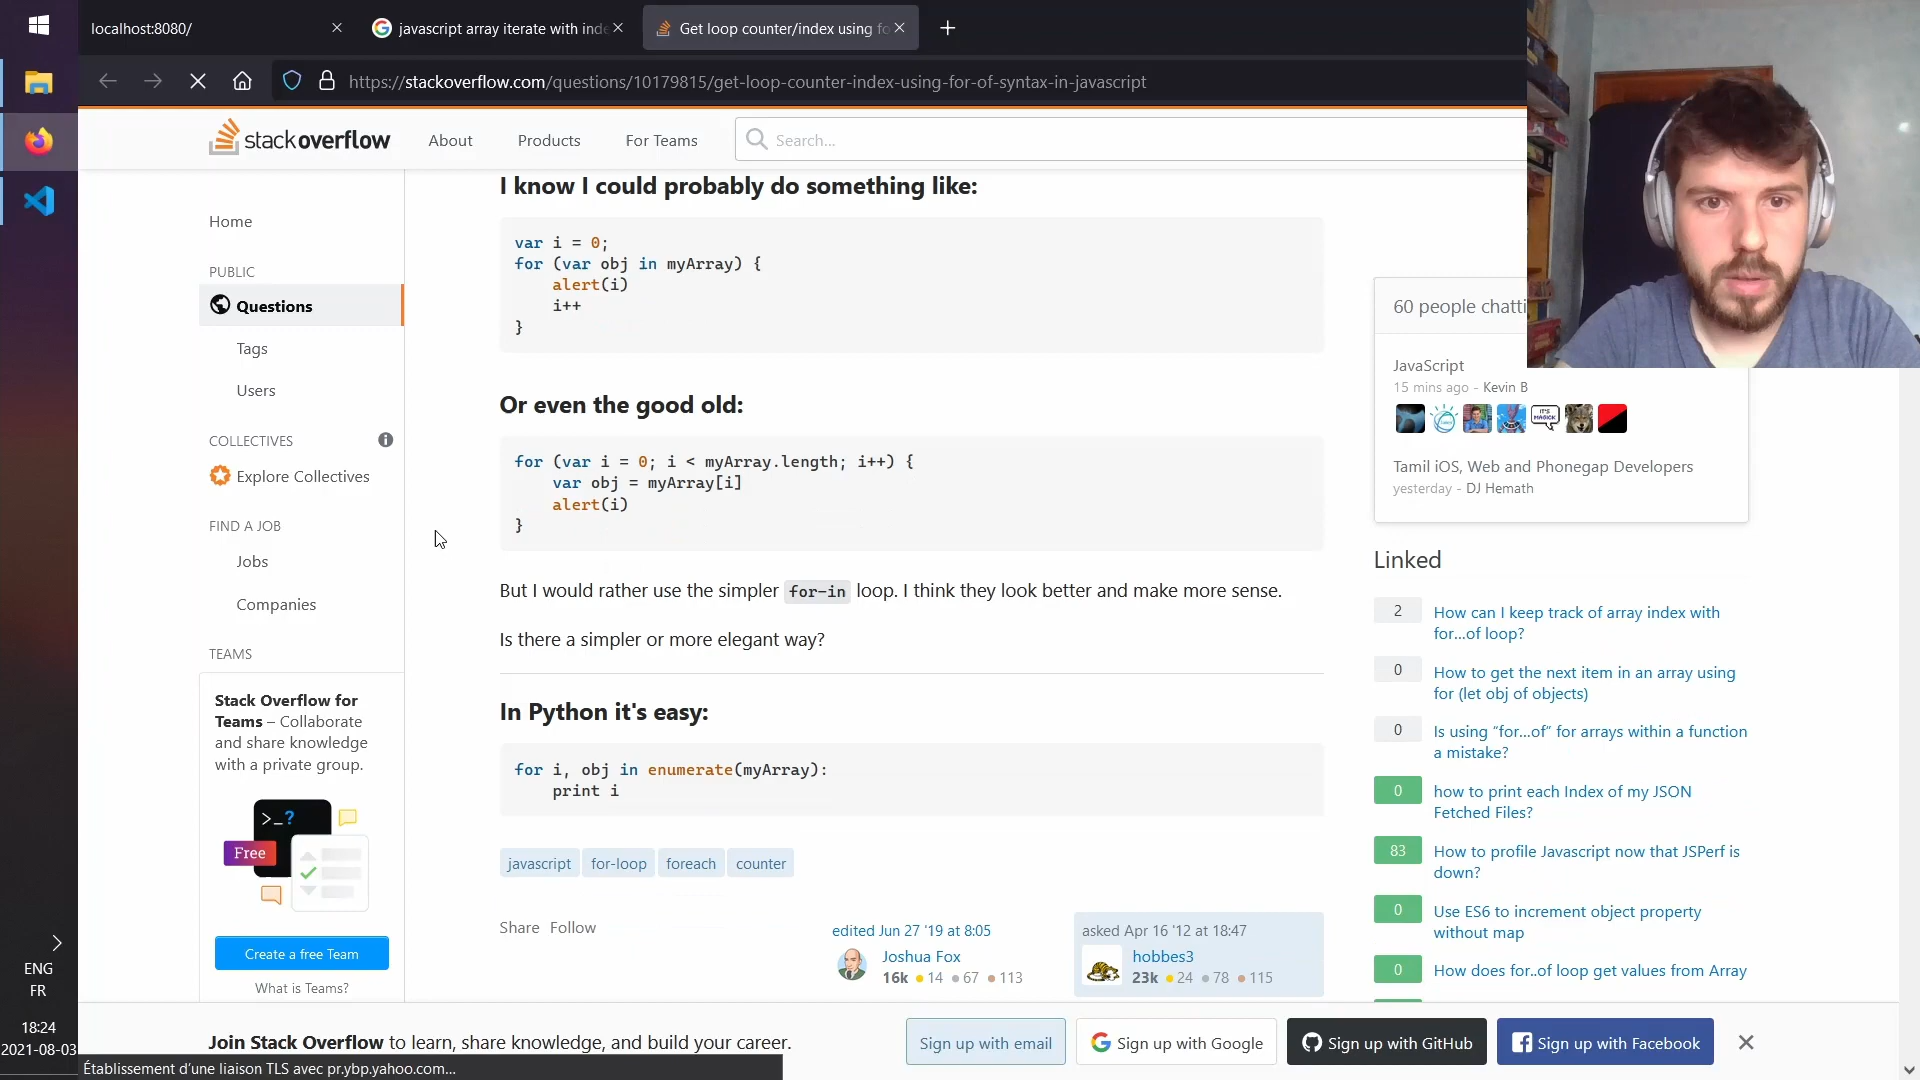 localhost:8080/
javascript array iterate with inde
Get loop counter/index using fo
https://stackoverflow.com/questions/10179815/get-loop-counter-index-using-for-of-syntax-in-javascript
stackoverflow
About
Products
For Teams
Search...
Home
PUBLIC
Questions
Tags
Users
COLLECTIVES
Explore Collectives
FIND A JOB
Jobs
Companies
TEAMS
Stack Overflow for
Teams – Collaborate
and share knowledge
with a private group.
>_?
Free
Create a free Team
What is Teams?
I know I could probably do something like:
var i = 0;
for (var obj in myArray) {
    alert(i)
    i++
}
Or even the good old:
for (var i = 0; i < myArray.length; i++) {
    var obj = myArray[i]
    alert(i)
}
But I would rather use the simpler for-in loop. I think they look better and make more sense.
Is there a simpler or more elegant way?
In Python it's easy:
for i, obj in enumerate(myArray):
    print i
javascript for-loop foreach counter
Share Follow
edited Jun 27 '19 at 8:05
Joshua Fox
16k 14 67 113
asked Apr 16 '12 at 18:47
hobbes3
23k 24 78 115
60 people chatti
JavaScript
15 mins ago - Kevin B
IT'S
MAGICK
Tamil iOS, Web and Phonegap Developers
yesterday - DJ Hemath
Linked
2 How can I keep track of array index with
for...of loop?
0 How to get the next item in an array using
for (let obj of objects)
0 Is using “for...of” for arrays within a function
a mistake?
0 how to print each Index of my JSON
Fetched Files?
83 How to profile Javascript now that JSPerf is
down?
0 Use ES6 to increment object property
without map
0 How does for..of loop get values from Array
Join Stack Overflow to learn, share knowledge, and build your career.
Sign up with email
Sign up with Google
Sign up with GitHub
Sign up with Facebook
Établissement d'une liaison TLS avec pr.ybp.yahoo.com...
ENG
FR
18:24
2021-08-03